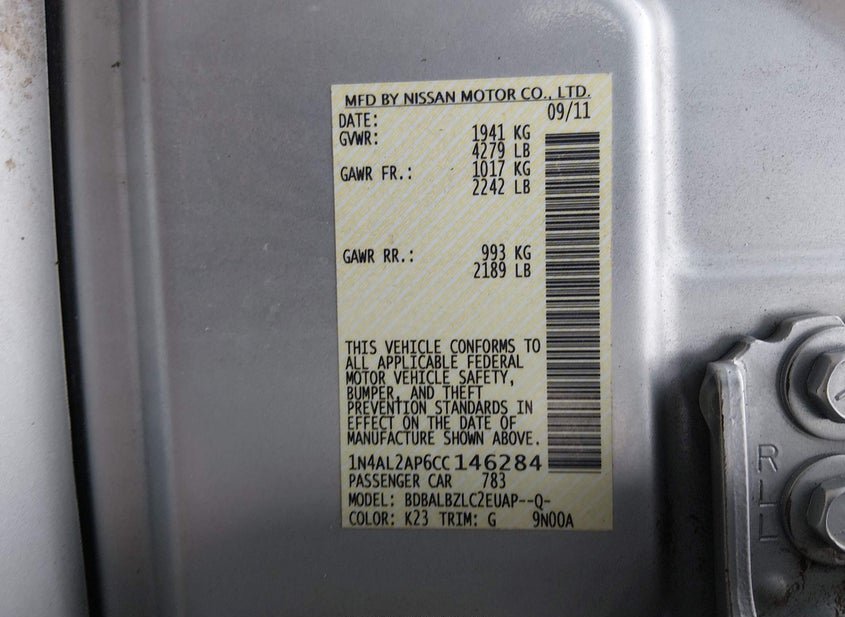 MFD BY NISSAN MOTOR CO., LTD.
DATE: 09/11
GVWR: 1941 KG
4279 LB
GAWR FR.: 1017 KG
2242 LB
GAWR RR.: 993 KG
2189 LB
THIS VEHICLE CONFORMS TO
ALL APPLICABLE FEDERAL
MOTOR VEHICLE SAFETY,
BUMPER, AND THEFT
PREVENTION STANDARDS IN
EFFECT ON THE DATE OF
MANUFACTURE SHOWN ABOVE.
1N4AL2AP6CC146284
PASSENGER CAR 783
MODEL: BDBALBZLC2EUAP--Q-
COLOR: K23 TRIM: G 9N00A
RLL